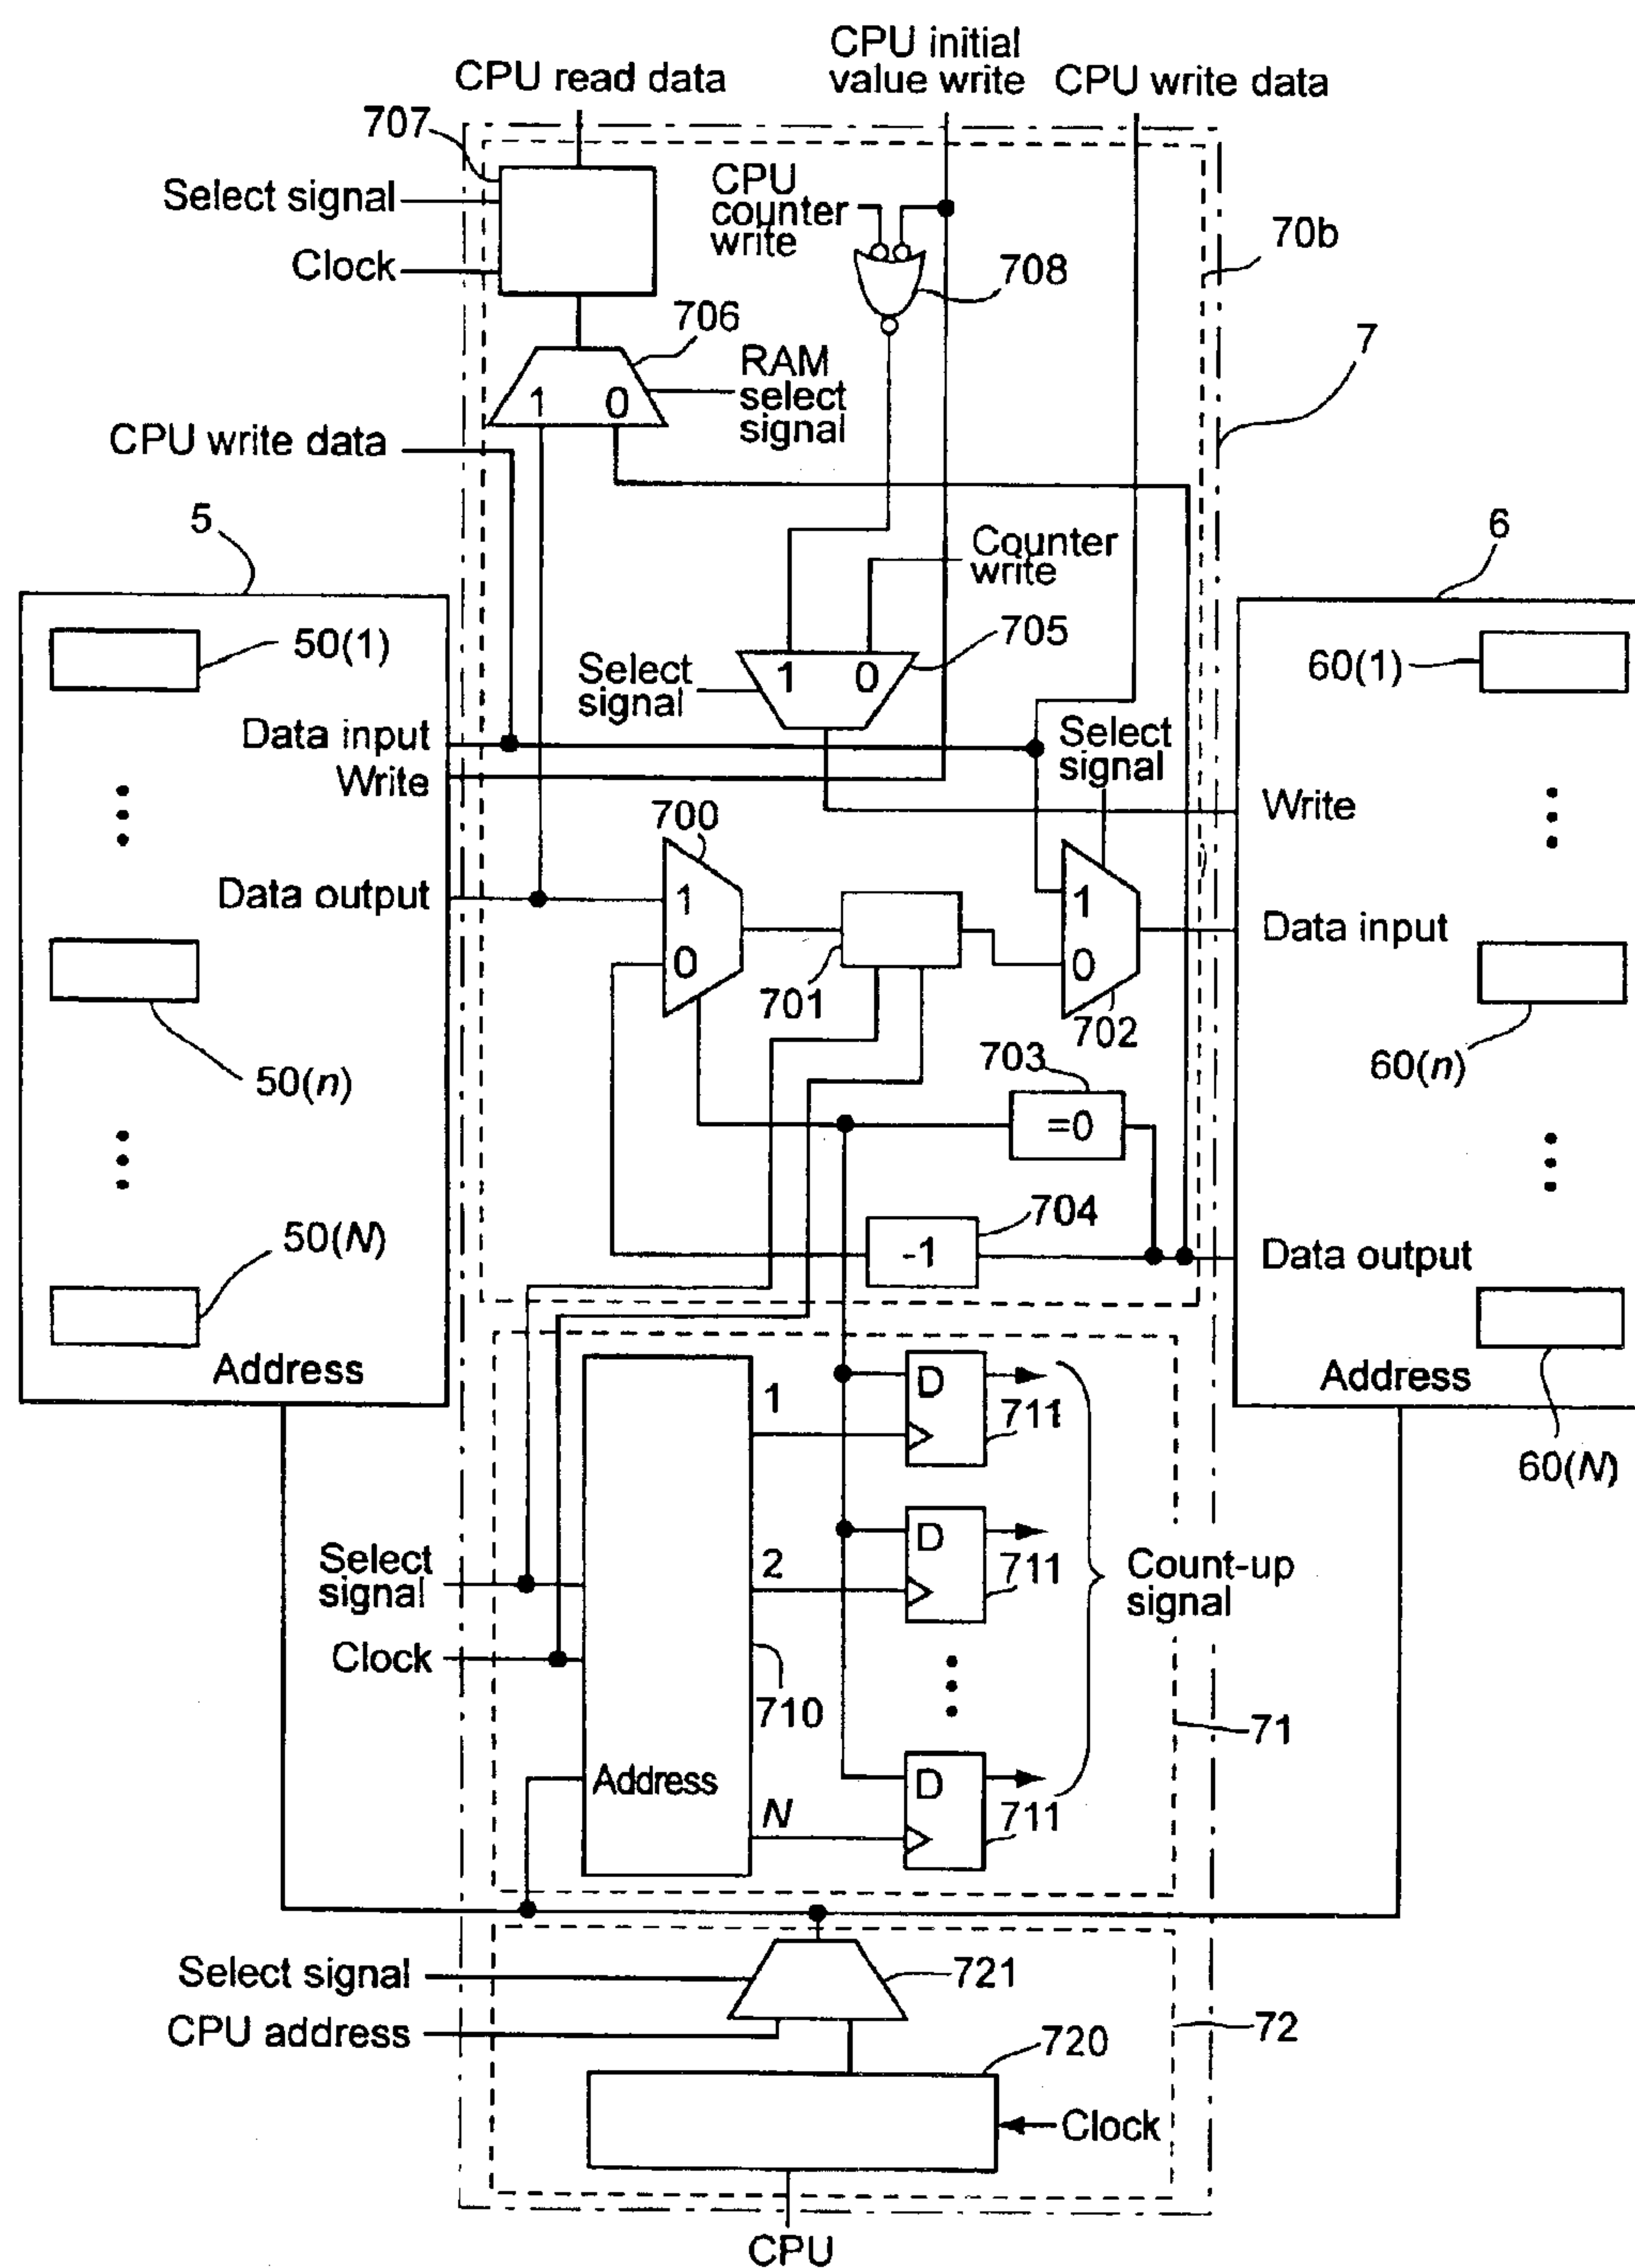 CPU initial
value write
CPU read data
CPU write data
707
Select signal
CPU
counter
write
70b
Clock
708
706
7
RAM
select
signal
1 0
CPU write data
5
6
Counter
write
50(1)
705
60(1)
Select
signal
1 0
Data input
Select
signal
Write
700
Write
Data output
1
1
Data input
0
701
0
702
703
50(n)
60(n)
=0
704
50(N)
-1
Data output
Address
1
D
711
Address
60(N)
Select
signal
2
D
711
Count-up
signal
Clock
710
71
Address
N
D
711
Select signal
721
CPU address
72
720
Clock
CPU